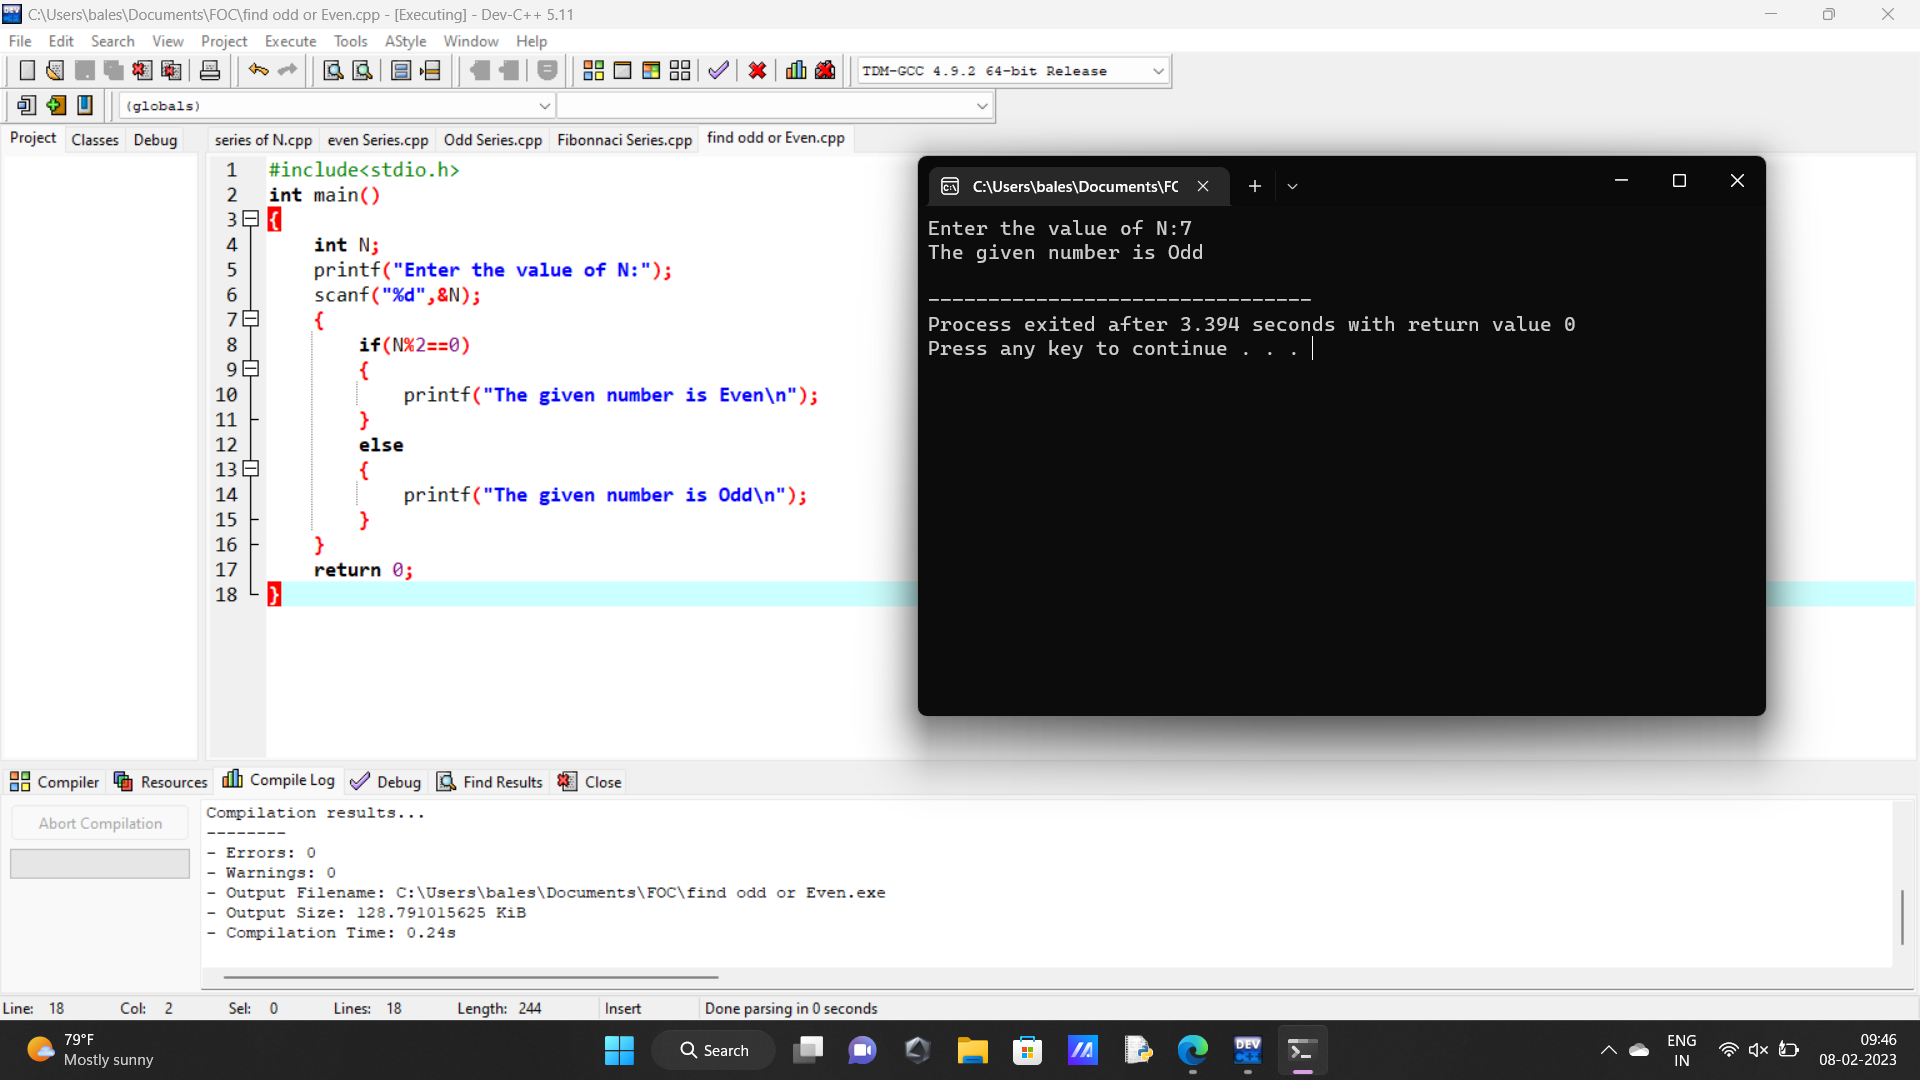 C:\Users\bales\Documents\FOC\find odd or Even.cpp - [Executing] - Dev-C++ 5.11
File Edit Search View Project Execute Tools AStyle Window Help
TDM-GCC 4.9.2 64-bit Release
(globals)
Project Classes Debug
series of N.cpp even Series.cpp Odd Series.cpp Fibonnaci Series.cpp find odd or Even.cpp
1 #include<stdio.h>
2 int main()
3 {
4 int N;
5 printf("Enter the value of N:");
6 scanf("%d",&N);
7 {
8 if(N%2==0)
9 {
10 printf("The given number is Even\n");
11 }
12 else
13 {
14 printf("The given number is Odd\n");
15 }
16 }
17 return 0;
18 }
C:\Users\bales\Documents\FC
Enter the value of N:7
The given number is Odd
--------------------------------
Process exited after 3.394 seconds with return value 0
Press any key to continue . . .
Compiler Resources Compile Log Debug Find Results Close
Abort Compilation
Compilation results...
--------
- Errors: 0
- Warnings: 0
- Output Filename: C:\Users\bales\Documents\FOC\find odd or Even.exe
- Output Size: 128.791015625 KiB
- Compilation Time: 0.24s
Line: 18 Col: 2 Sel: 0 Lines: 18 Length: 244 Insert Done parsing in 0 seconds
79°F
Mostly sunny
Search
DEV
C++
ENG
IN
09:46
08-02-2023